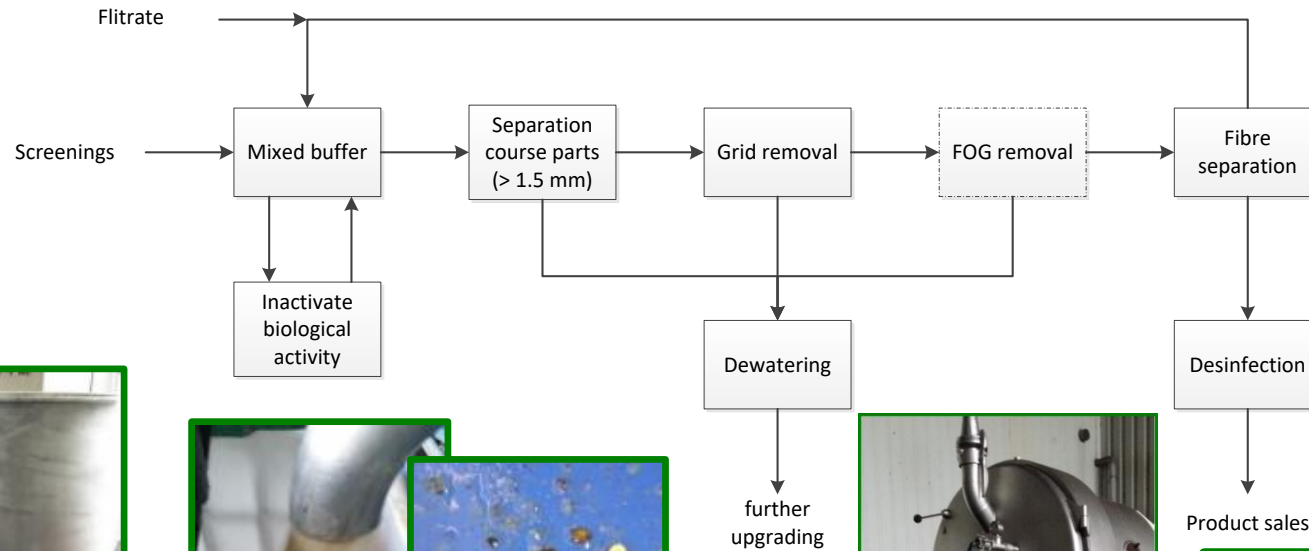 Flitrate
Screenings
Mixed buffer
Separation
course parts
(> 1.5 mm)
Grid removal
FOG removal
Fibre
separation
Inactivate
biological
activity
Dewatering
Desinfection
further
upgrading
Product sales